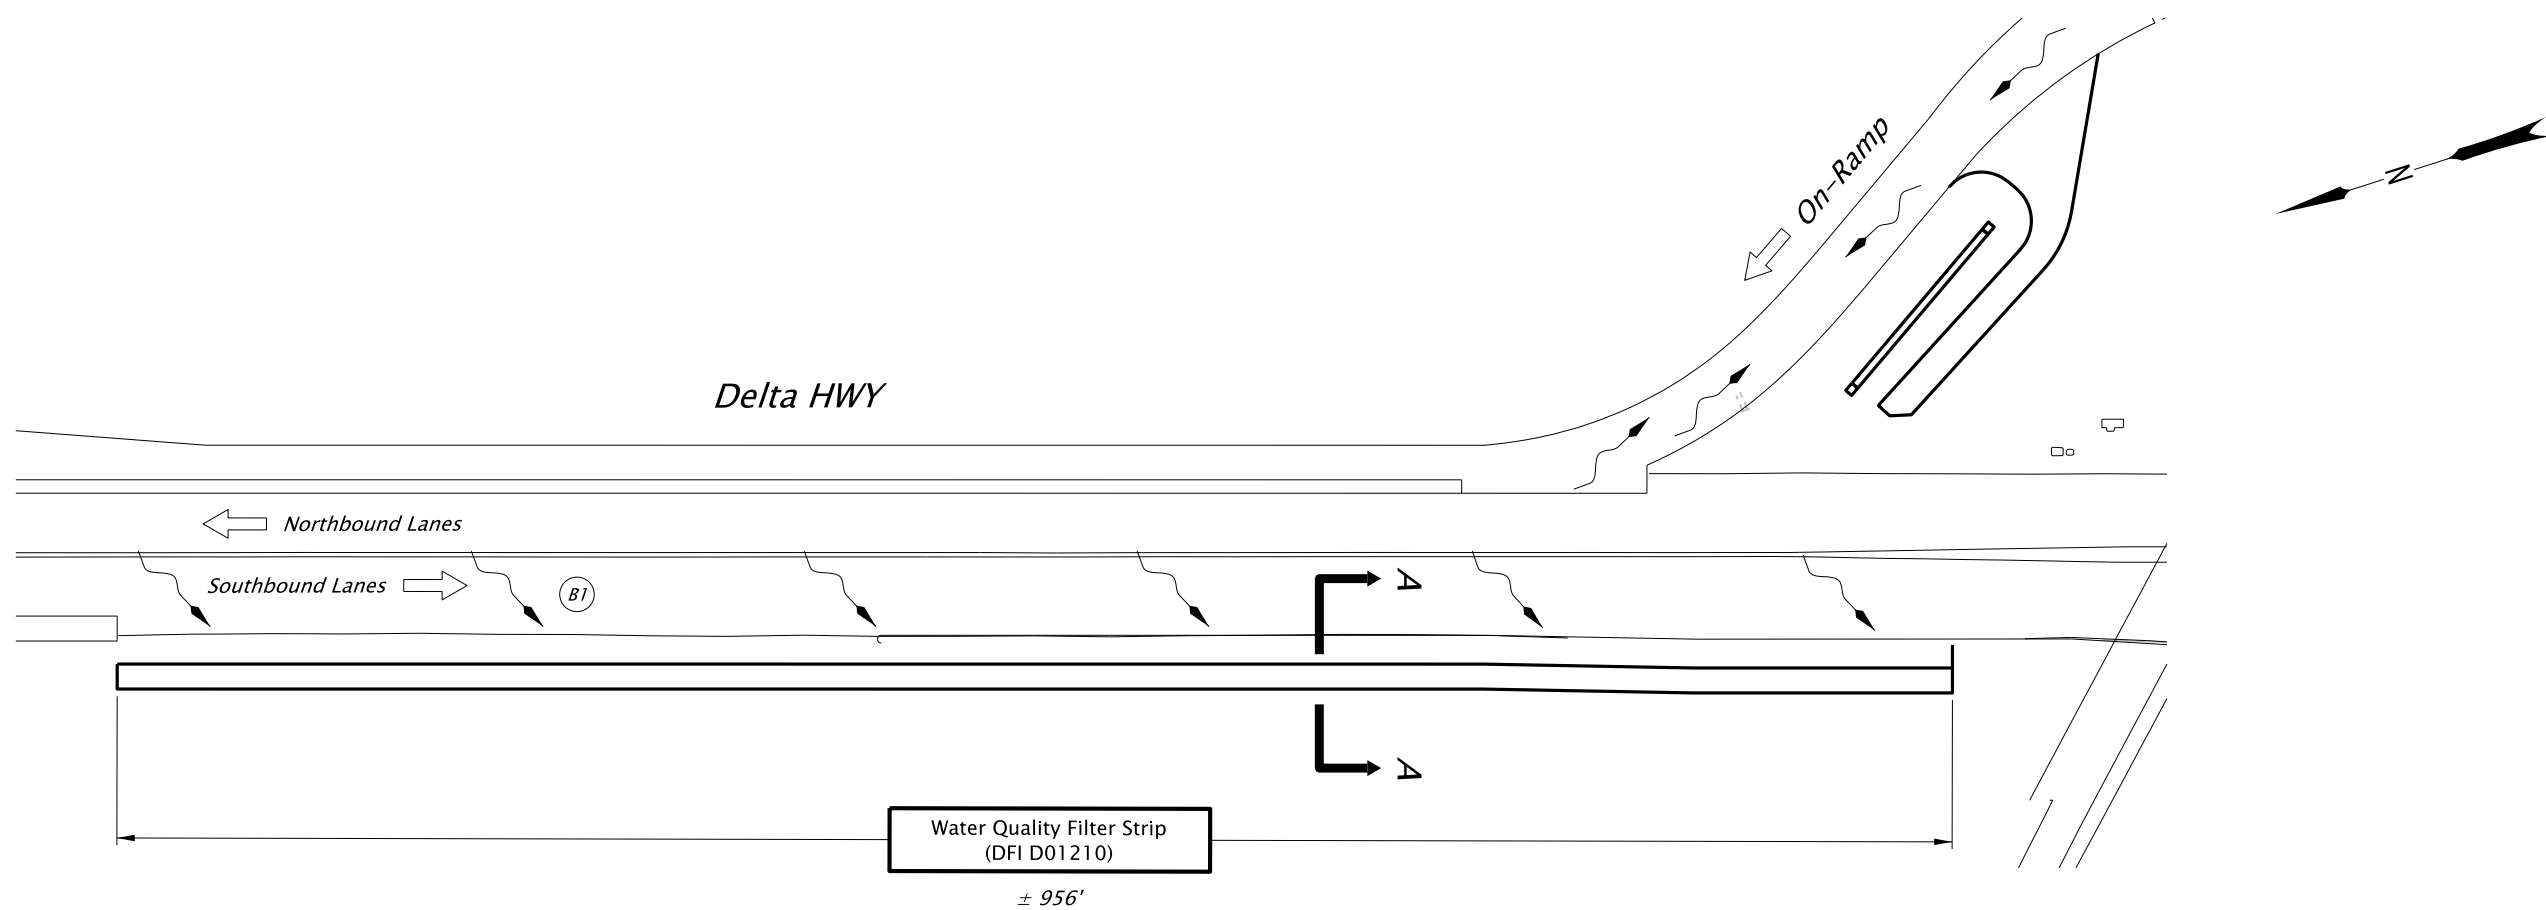 On-Ramp
N
Delta HWY
Northbound Lanes
Southbound Lanes
B1
A
A
Water Quality Filter Strip
(DFI D01210)
± 956'